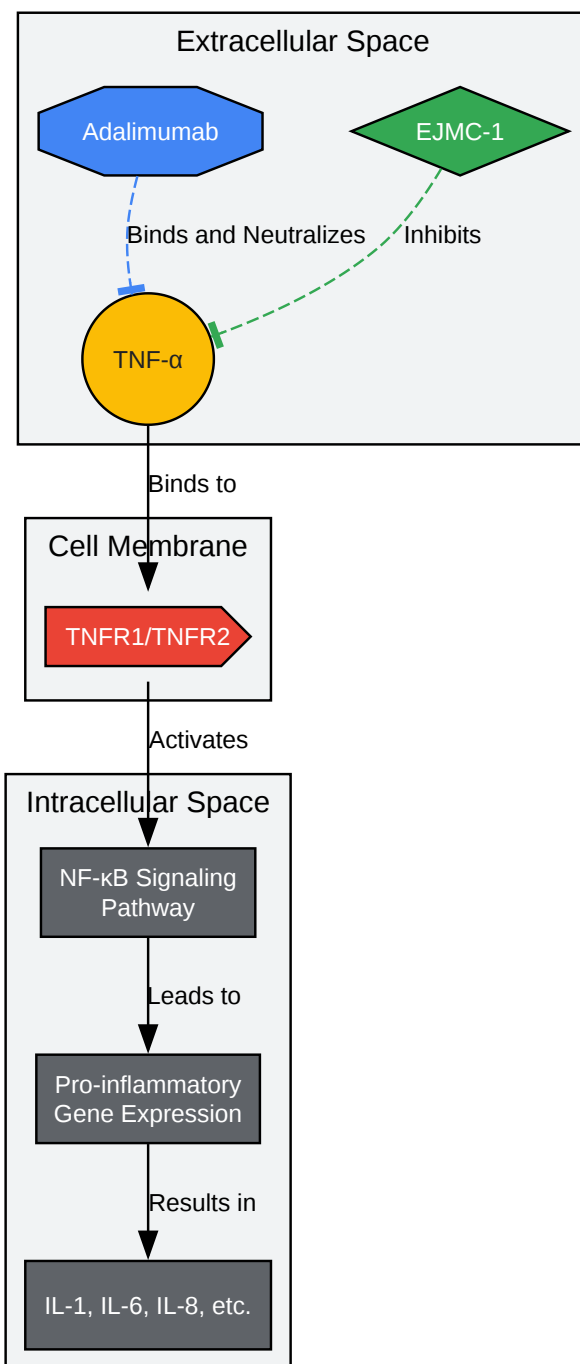 Extracellular Space
Adalimumab
EJMC-1
Binds and Neutralizes
Inhibits
TNF-α
Binds to
Cell Membrane
TNFR1/TNFR2
Activates
Intracellular Space
NF-κB Signaling
Pathway
Leads to
Pro-inflammatory
Gene Expression
Results in
IL-1, IL-6, IL-8, etc.